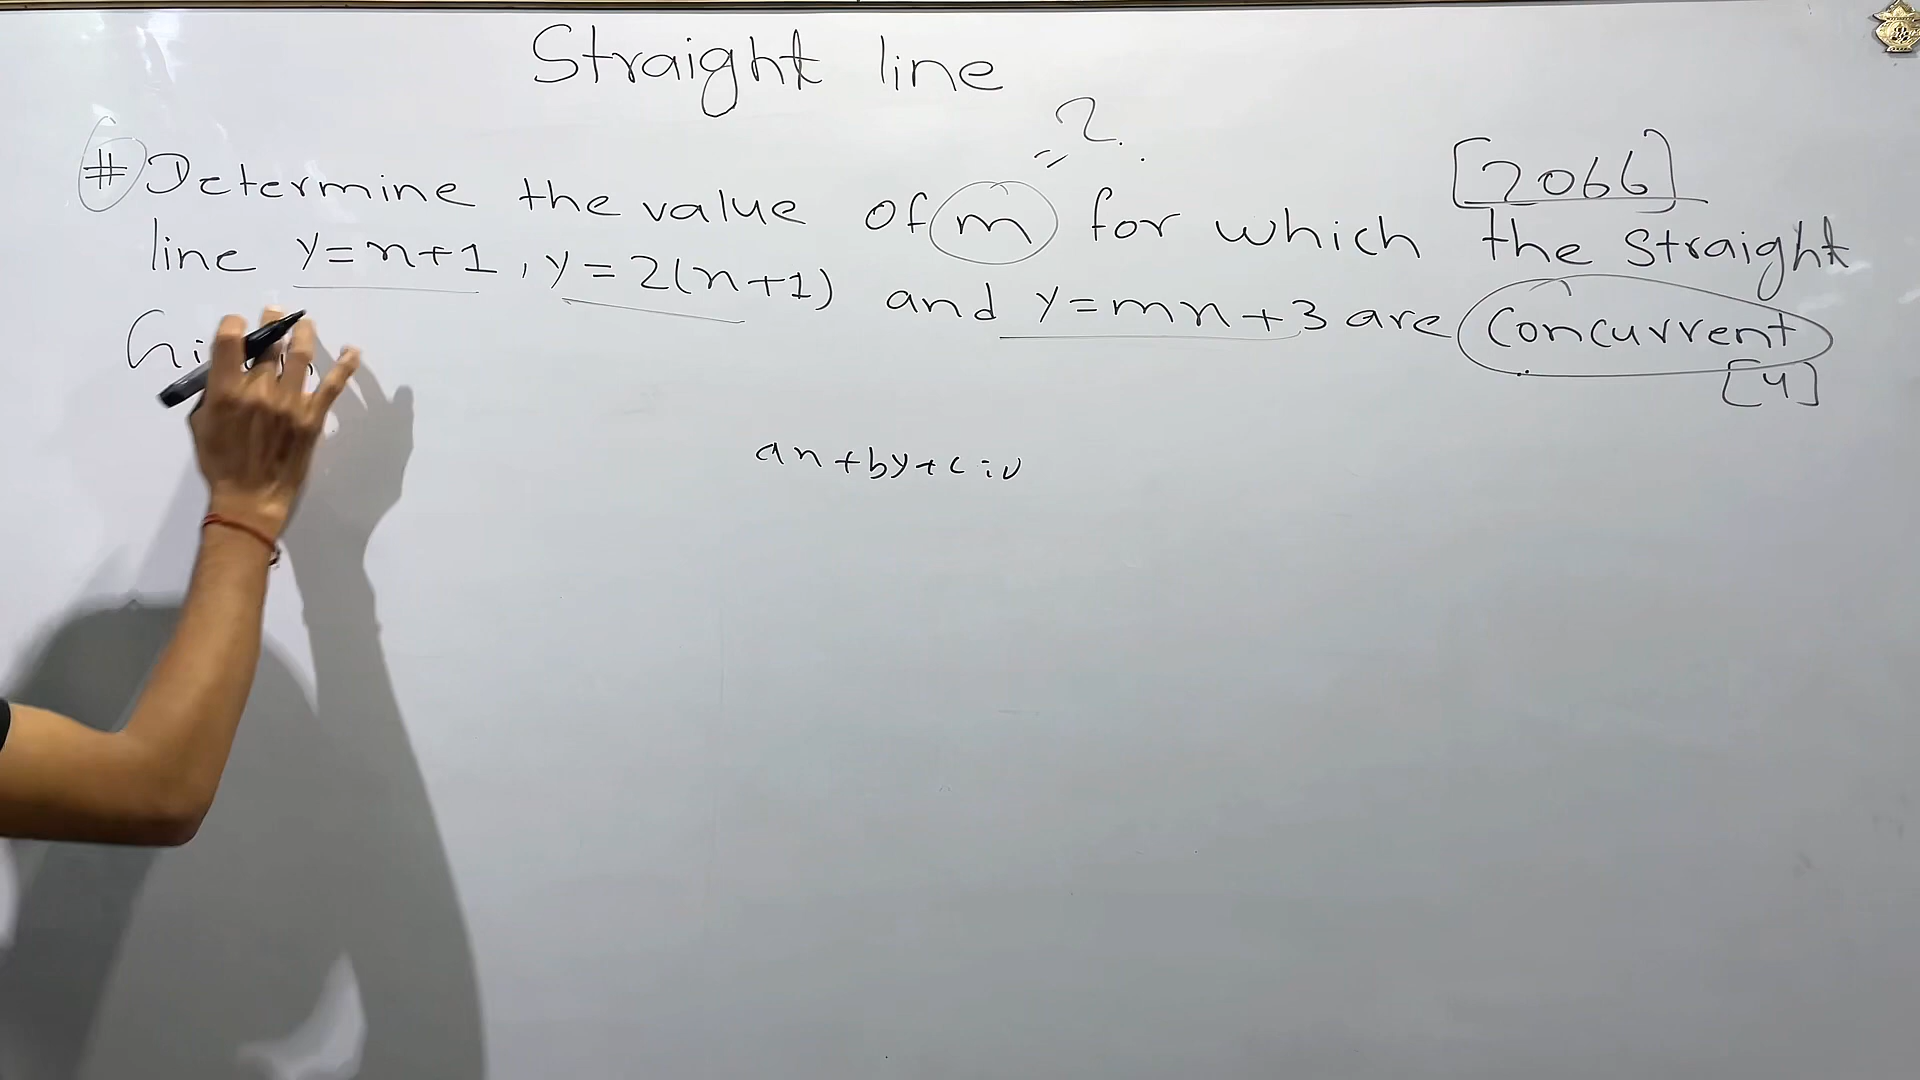 Straight line
= ?
# Determine the value of m for which the straight [2066]
line y=x+1, y=2(x+1) and y=mx+3 are concurrent
[4]
ax+by+c=0